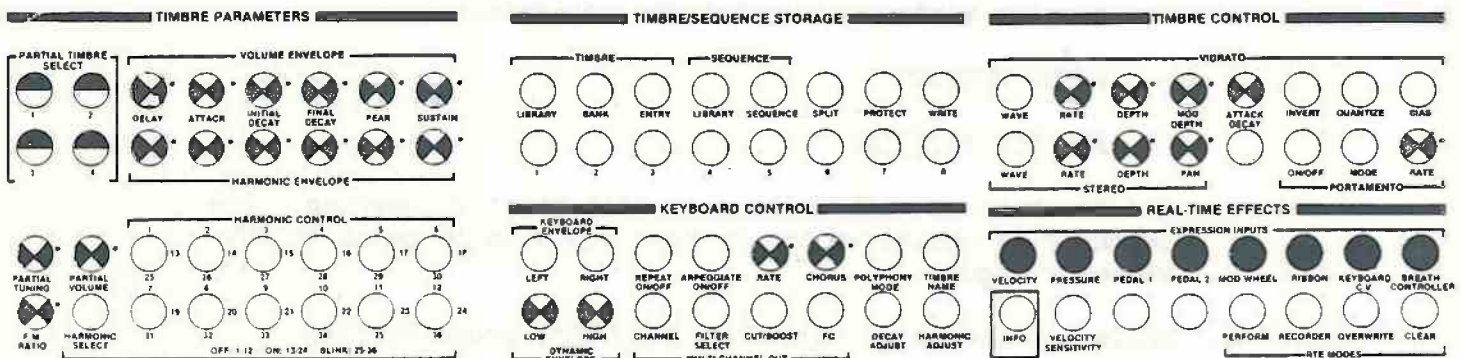 TIMBRE PARAMETERS
PARTIAL TIMBRE
SELECT
VOLUME ENVELOPE
1 2
DELAY ATTACK INITIAL DECAY FINAL DECAY PEAK SUSTAIN
3 4
HARMONIC ENVELOPE
HARMONIC CONTROL
1 2 3 4 5 6
13 14 15 16 17 18
PARTIAL TUNING PARTIAL VOLUME
25 26 27 28 29 30
7 8 9 10 11 12
19 20 21 22 23 24
FM RATIO HARMONIC SELECT
31 32 33 34 35 36
OFF: 1-12 ON: 13-24 BLINK: 25-36
TIMBRE/SEQUENCE STORAGE
TIMBRE SEQUENCE
LIBRARY BANK ENTRY LIBRARY SEQUENCE SPLIT PROTECT WRITE
1 2 3 4 5 6 7 8
KEYBOARD CONTROL
KEYBOARD
ENVELOPE
LEFT RIGHT REPEAT ON/OFF ARPEGGIATE ON/OFF RATE CHORUS POLYPHONY MODE TIMBRE NAME
LOW HIGH CHANNEL FILTER SELECT CUT/BOOST FC DECAY ADJUST HARMONIC ADJUST
DYNAMIC
TIMBRE CONTROL
VIBRATO
WAVE RATE DEPTH MOD DEPTH ATTACK DECAY INVERT QUANTIZE BIAS
WAVE RATE DEPTH PAN ON/OFF MODE RATE
STEREO PORTAMENTO
REAL-TIME EFFECTS
EXPRESSION INPUTS
VELOCITY PRESSURE PEDAL 1 PEDAL 2 MOD WHEEL RIBBON KEYBOARD C.V. BREATH CONTROLLER
INFO VELOCITY SENSITIVITY PERFORM RECORDER OVERWRITE CLEAR
RTE MODES